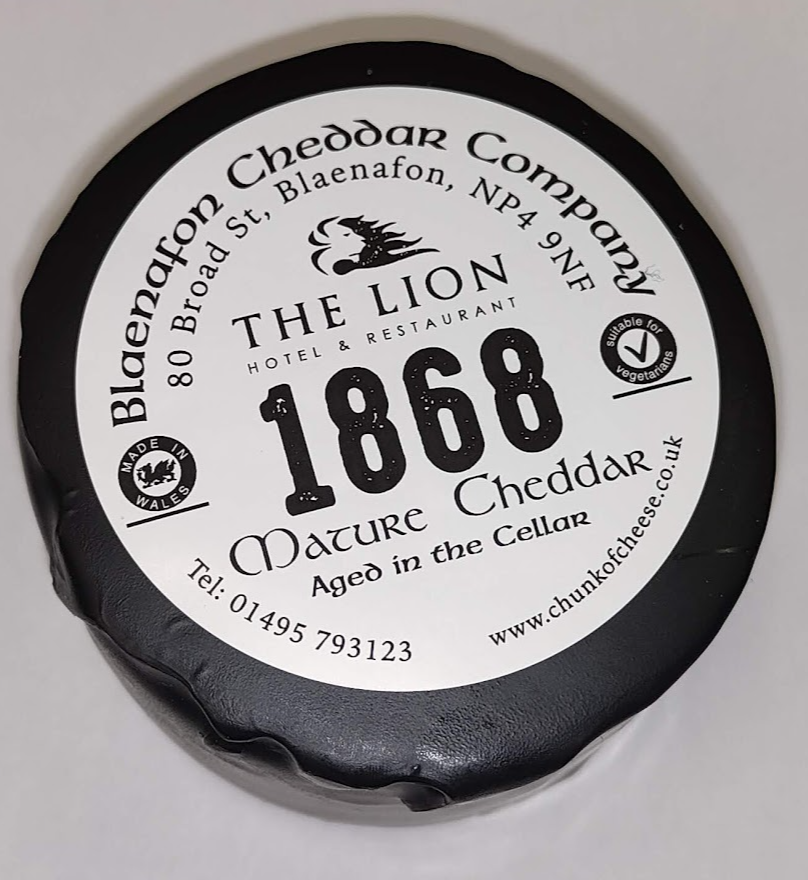 Blaenafon Cheddar Company
80 Broad St, Blaenafon, NP4 9NF
THE LION
HOTEL & RESTAURANT
suitable for
vegetarians
1868
MADE IN
WALES
Mature Cheddar
Aged in the Cellar
Tel: 01495 793123
www.chunkofcheese.co.uk